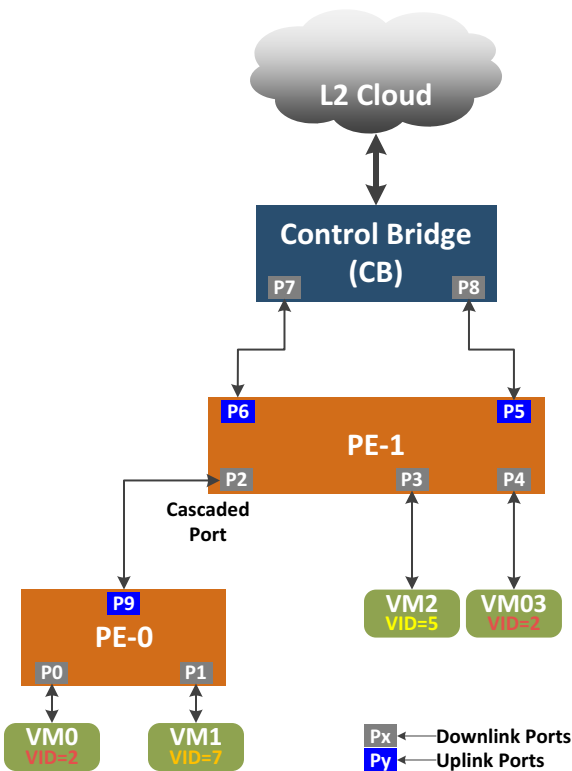 L2 Cloud
Control Bridge
(CB)
P7
P8
P6
P5
PE-1
P2
P3
P4
Cascaded
Port
P9
PE-0
P0
P1
VM2
VID=5
VM03
VID=2
VM0
VID=2
VM1
VID=7
Px
Downlink Ports
Py
Uplink Ports